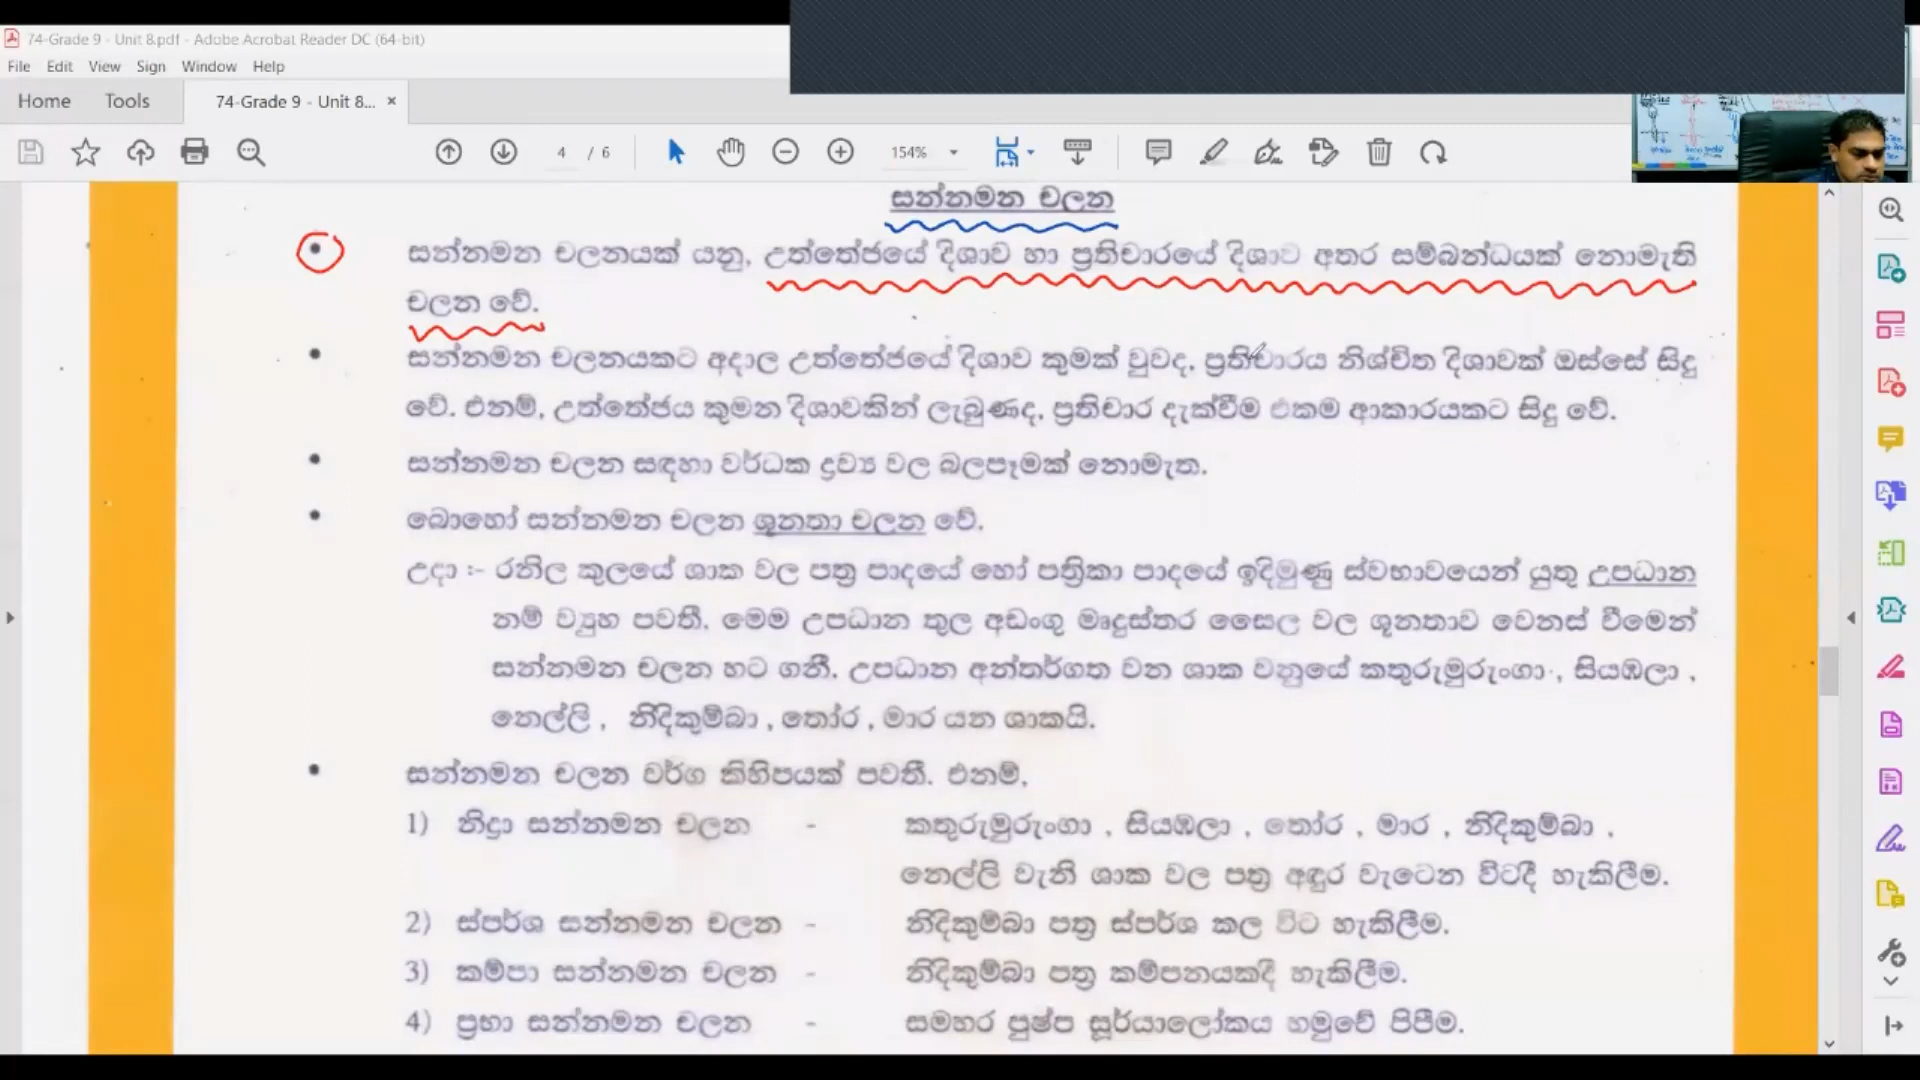 74-Grade 9 - Unit 8.pdf - Adobe Acrobat Reader DC (64-bit)
File Edit View Sign Window Help
Home Tools 74-Grade 9 - Unit 8... ×
4 / 6 154%
සන්නමන චලන
• සන්නමන චලනයක් යනු, උත්තේජයේ දිශාව හා ප්‍රතිචාරයේ දිශාව අතර සම්බන්ධයක් නොමැති
චලන වේ.
• සන්නමන චලනයකට අදාල උත්තේජයේ දිශාව කුමක් වුවද, ප්‍රතිචාරය නිශ්චිත දිශාවක් ඔස්සේ සිදු
වේ. එනම්, උත්තේජය කුමන දිශාවකින් ලැබුණද, ප්‍රතිචාර දැක්වීම එකම ආකාරයකට සිදු වේ.
• සන්නමන චලන සඳහා වර්ධක ද්‍රව්‍ය වල බලපෑමක් නොමැත.
• බොහෝ සන්නමන චලන ශූනතා චලන වේ.
උදා :- රනිල කුලයේ ශාක වල පත්‍ර පාදයේ හෝ පත්‍රිකා පාදයේ ඉදිමුණු ස්වභාවයෙන් යුතු උපධාන
නම් ව්‍යුහ පවතී. මෙම උපධාන තුල අඩංගු මෘදුස්තර සෛල වල ශූනතාව වෙනස් වීමෙන්
සන්නමන චලන හට ගනී. උපධාන අන්තර්ගත වන ශාක වනුයේ කතුරුමුරුංගා , සියඹලා ,
නෙල්ලි , නිදිකුම්බා , තෝර , මාර යන ශාකයි.
• සන්නමන චලන වර්ග කිහිපයක් පවතී. එනම්,
1) නිද්‍රා සන්නමන චලන - කතුරුමුරුංගා , සියඹලා , තෝර , මාර , නිදිකුම්බා ,
නෙල්ලි වැනි ශාක වල පත්‍ර අඳුර වැටෙන විටදී හැකිලීම.
2) ස්පර්ශ සන්නමන චලන - නිදිකුම්බා පත්‍ර ස්පර්ශ කල විට හැකිලීම.
3) කම්පා සන්නමන චලන - නිදිකුම්බා පත්‍ර කම්පනයකදී හැකිලීම.
4) ප්‍රභා සන්නමන චලන - සමහර පුෂ්ප සූර්යාලෝකය හමුවේ පිපීම.